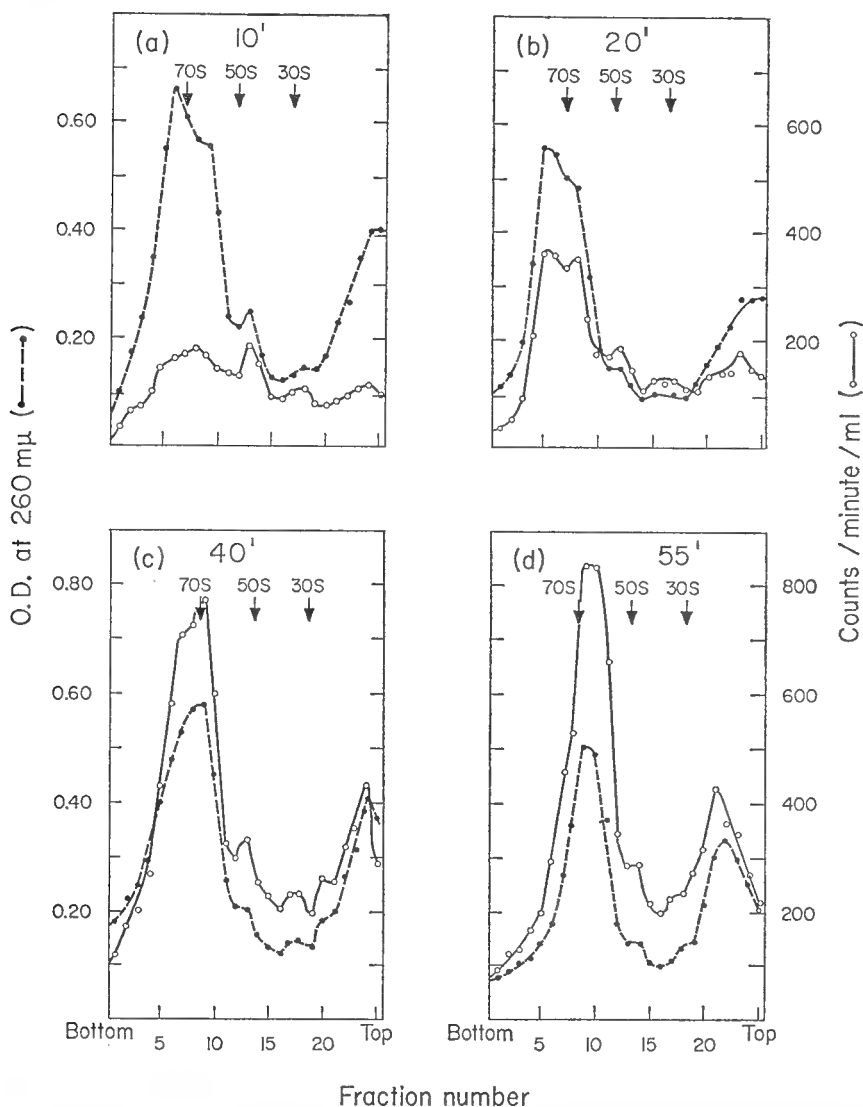 (a) 10'
70S 50S 30S
(b) 20'
70S 50S 30S
0.60
0.40
0.20
600
400
200
(c) 40'
70S 50S 30S
(d) 55'
70S 50S 30S
0.80
0.60
0.40
0.20
800
600
400
200
Bottom 5 10 15 20 Top
Bottom 5 10 15 20 Top
O.D. at 260 mµ ( )
Counts/minute/ml ( )
Fraction number